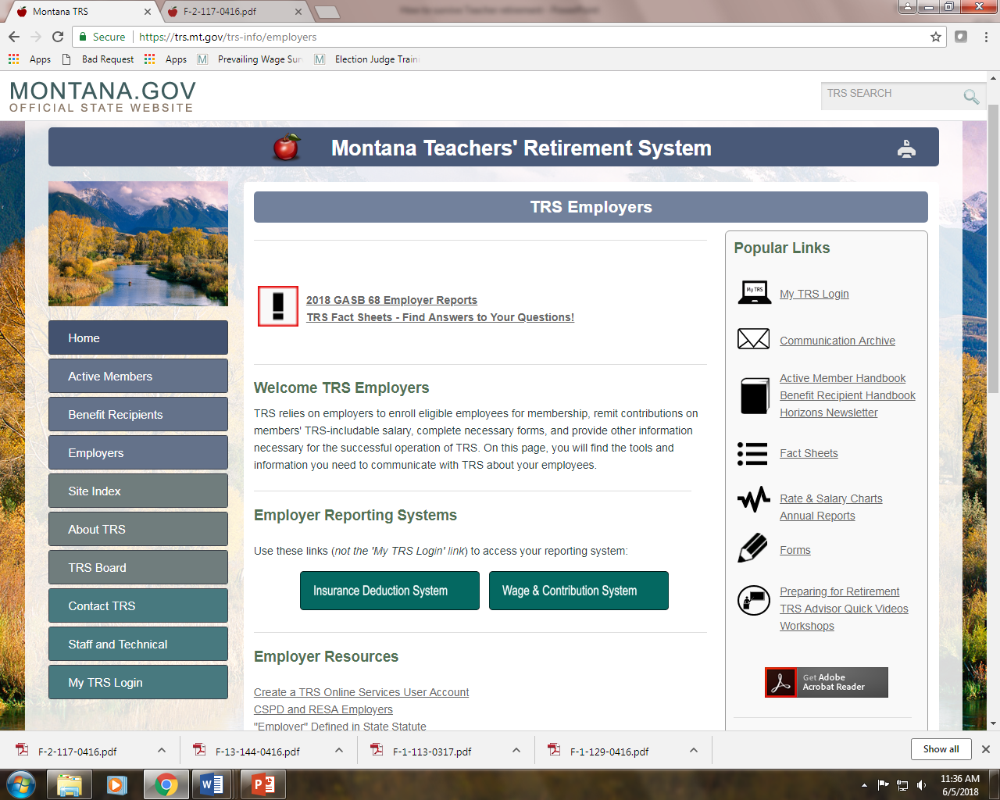 Montana TRS
F-2-117-0416.pdf
Secure
https://trs.mt.gov/trs-info/employers
Apps
Bad Request
Apps
M
Prevailing Wage Sur
M
Election Judge Traini
MONTANA.GOV
OFFICIAL STATE WEBSITE
TRS SEARCH
Montana Teachers' Retirement System
TRS Employers
2018 GASB 68 Employer Reports
TRS Fact Sheets - Find Answers to Your Questions!
Home
Active Members
Benefit Recipients
Employers
Site Index
About TRS
TRS Board
Contact TRS
Staff and Technical
My TRS Login
Welcome TRS Employers
TRS relies on employers to enroll eligible employees for membership, remit contributions on
members' TRS-includable salary, complete necessary forms, and provide other information
necessary for the successful operation of TRS. On this page, you will find the tools and
information you need to communicate with TRS about your employees.
Employer Reporting Systems
Use these links (not the 'My TRS Login' link) to access your reporting system:
Insurance Deduction System
Wage & Contribution System
Employer Resources
Create a TRS Online Services User Account
CSPD and RESA Employers
"Employer" Defined in State Statute
Popular Links
My TRS
My TRS Login
Communication Archive
Active Member Handbook
Benefit Recipient Handbook
Horizons Newsletter
Fact Sheets
Rate & Salary Charts
Annual Reports
Forms
Preparing for Retirement
TRS Advisor Quick Videos
Workshops
Get Adobe
Acrobat Reader
F-2-117-0416.pdf
F-13-144-0416.pdf
F-1-113-0317.pdf
F-1-129-0416.pdf
Show all
11:36 AM
6/5/2018